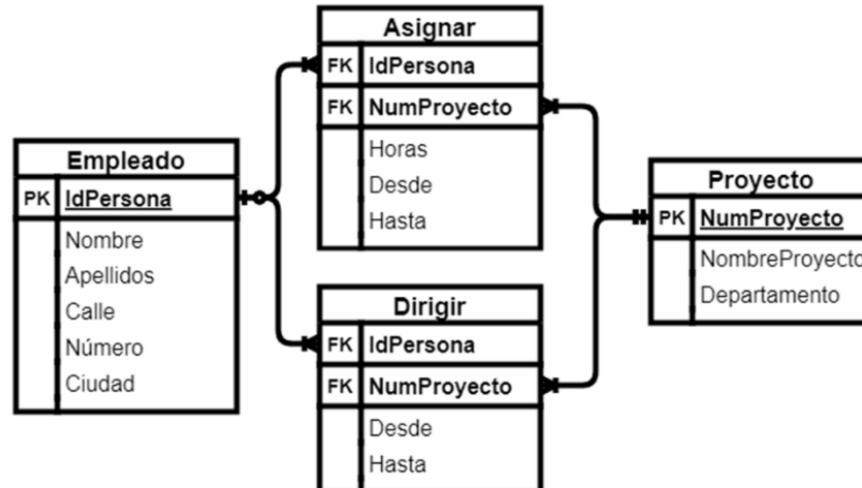 Asignar
FK IdPersona
FK NumProyecto
Horas
Desde
Hasta
Empleado
PK IdPersona
Nombre
Apellidos
Calle
Número
Ciudad
Proyecto
PK NumProyecto
NombreProyecto
Departamento
Dirigir
FK IdPersona
FK NumProyecto
Desde
Hasta